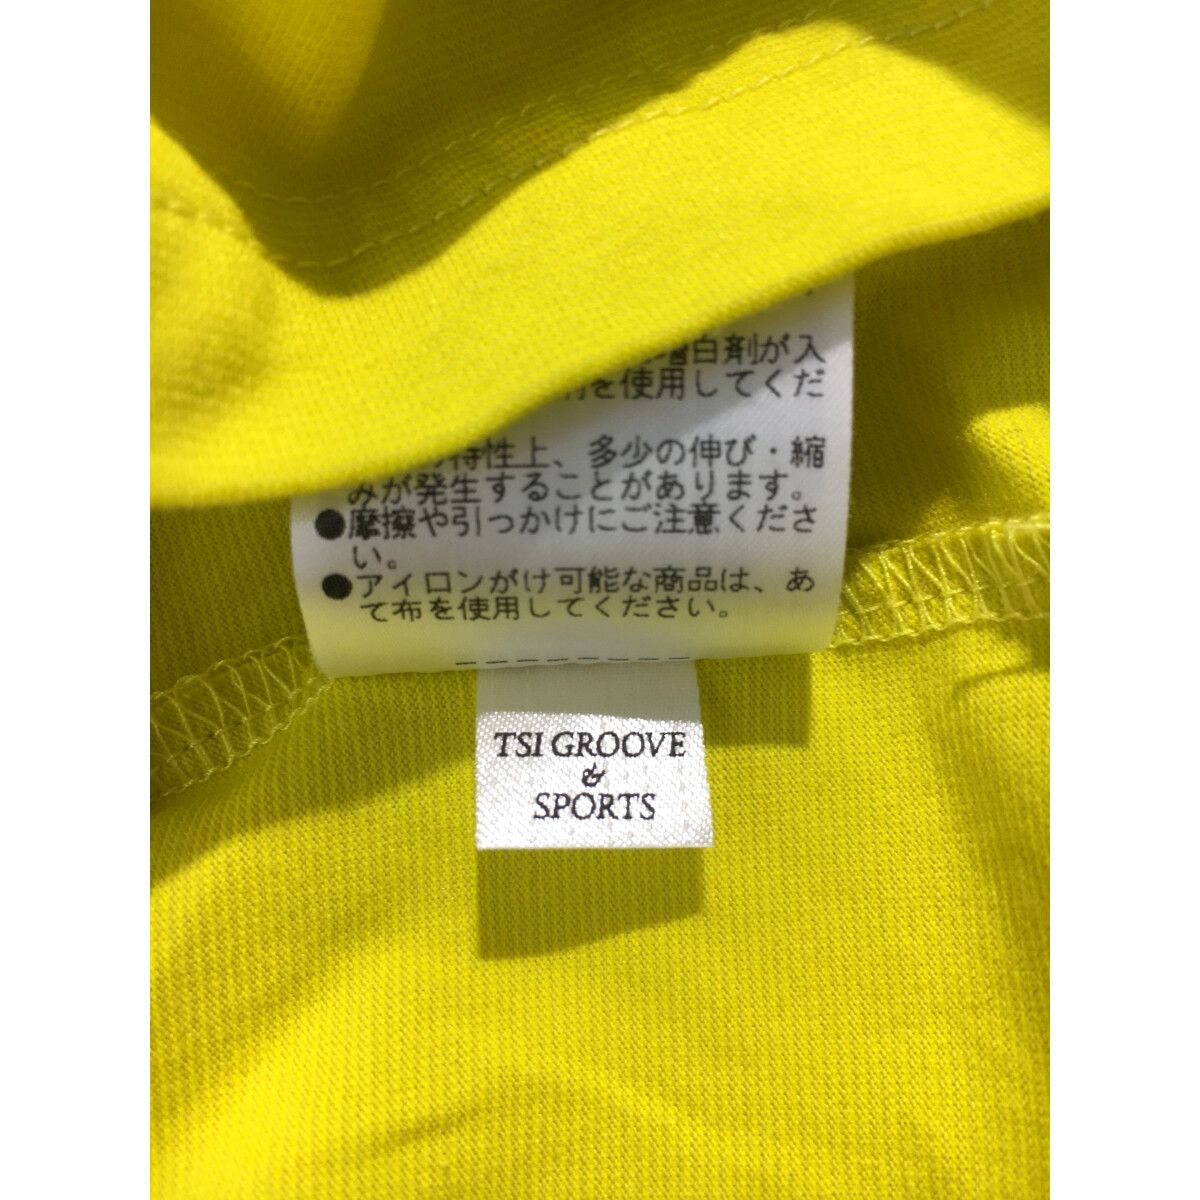 増白剤が入
を使用してくだ
特性上、多少の伸び・縮
みが発生することがあります。
●摩擦や引っかけにご注意くださ
い。
●アイロンがけ可能な商品は、あ
て布を使用してください。
TSI GROOVE
&
SPORTS